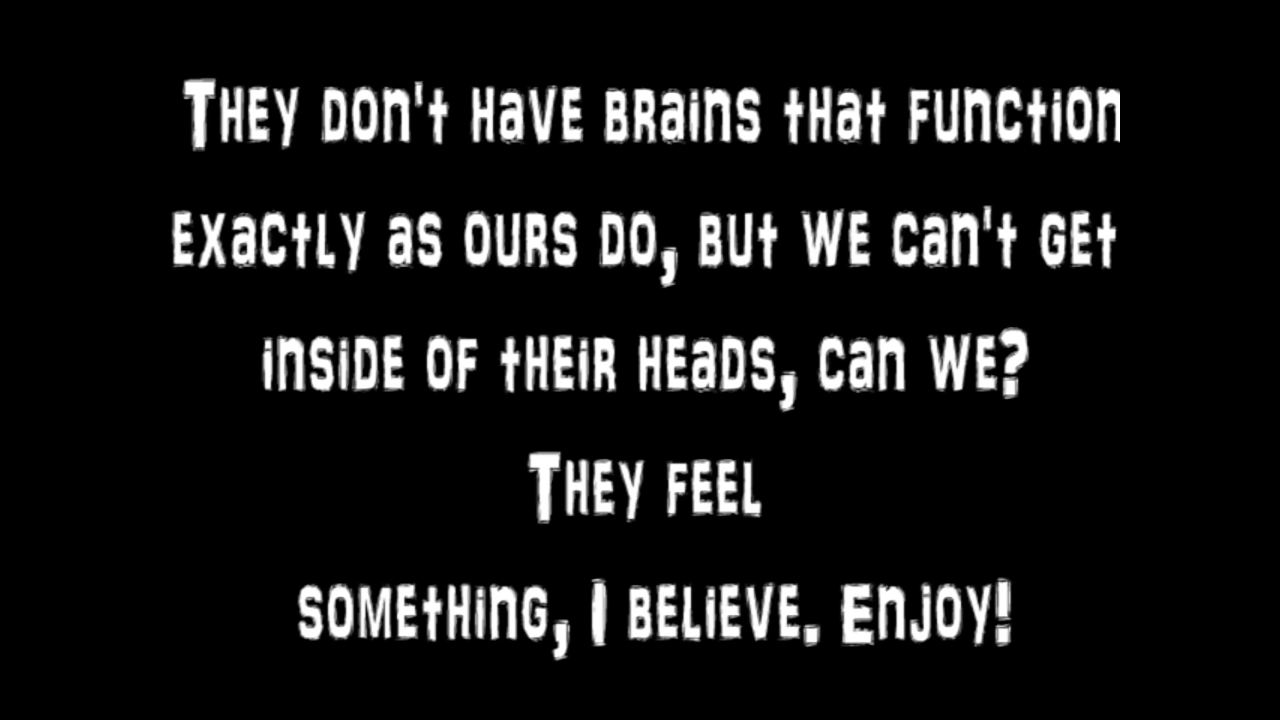 They don't have brains that function
exactly as ours do, but we can't get
inside of their heads, can we?
They feel
something, I believe. Enjoy!